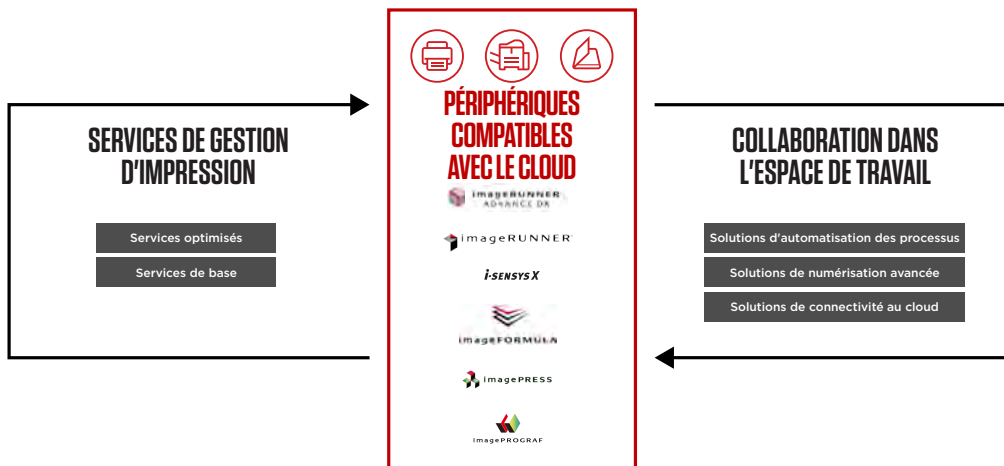 SERVICES DE GESTION
D'IMPRESSION
Services optimisés
Services de base
PÉRIPHÉRIQUES
COMPATIBLES
AVEC LE CLOUD
imageRUNNER
ADVANCE DX
imageRUNNER
i-SENSYS X
imageFORMULA
imagePRESS
imagePROGRAF
COLLABORATION DANS
L'ESPACE DE TRAVAIL
Solutions d'automatisation des processus
Solutions de numérisation avancée
Solutions de connectivité au cloud